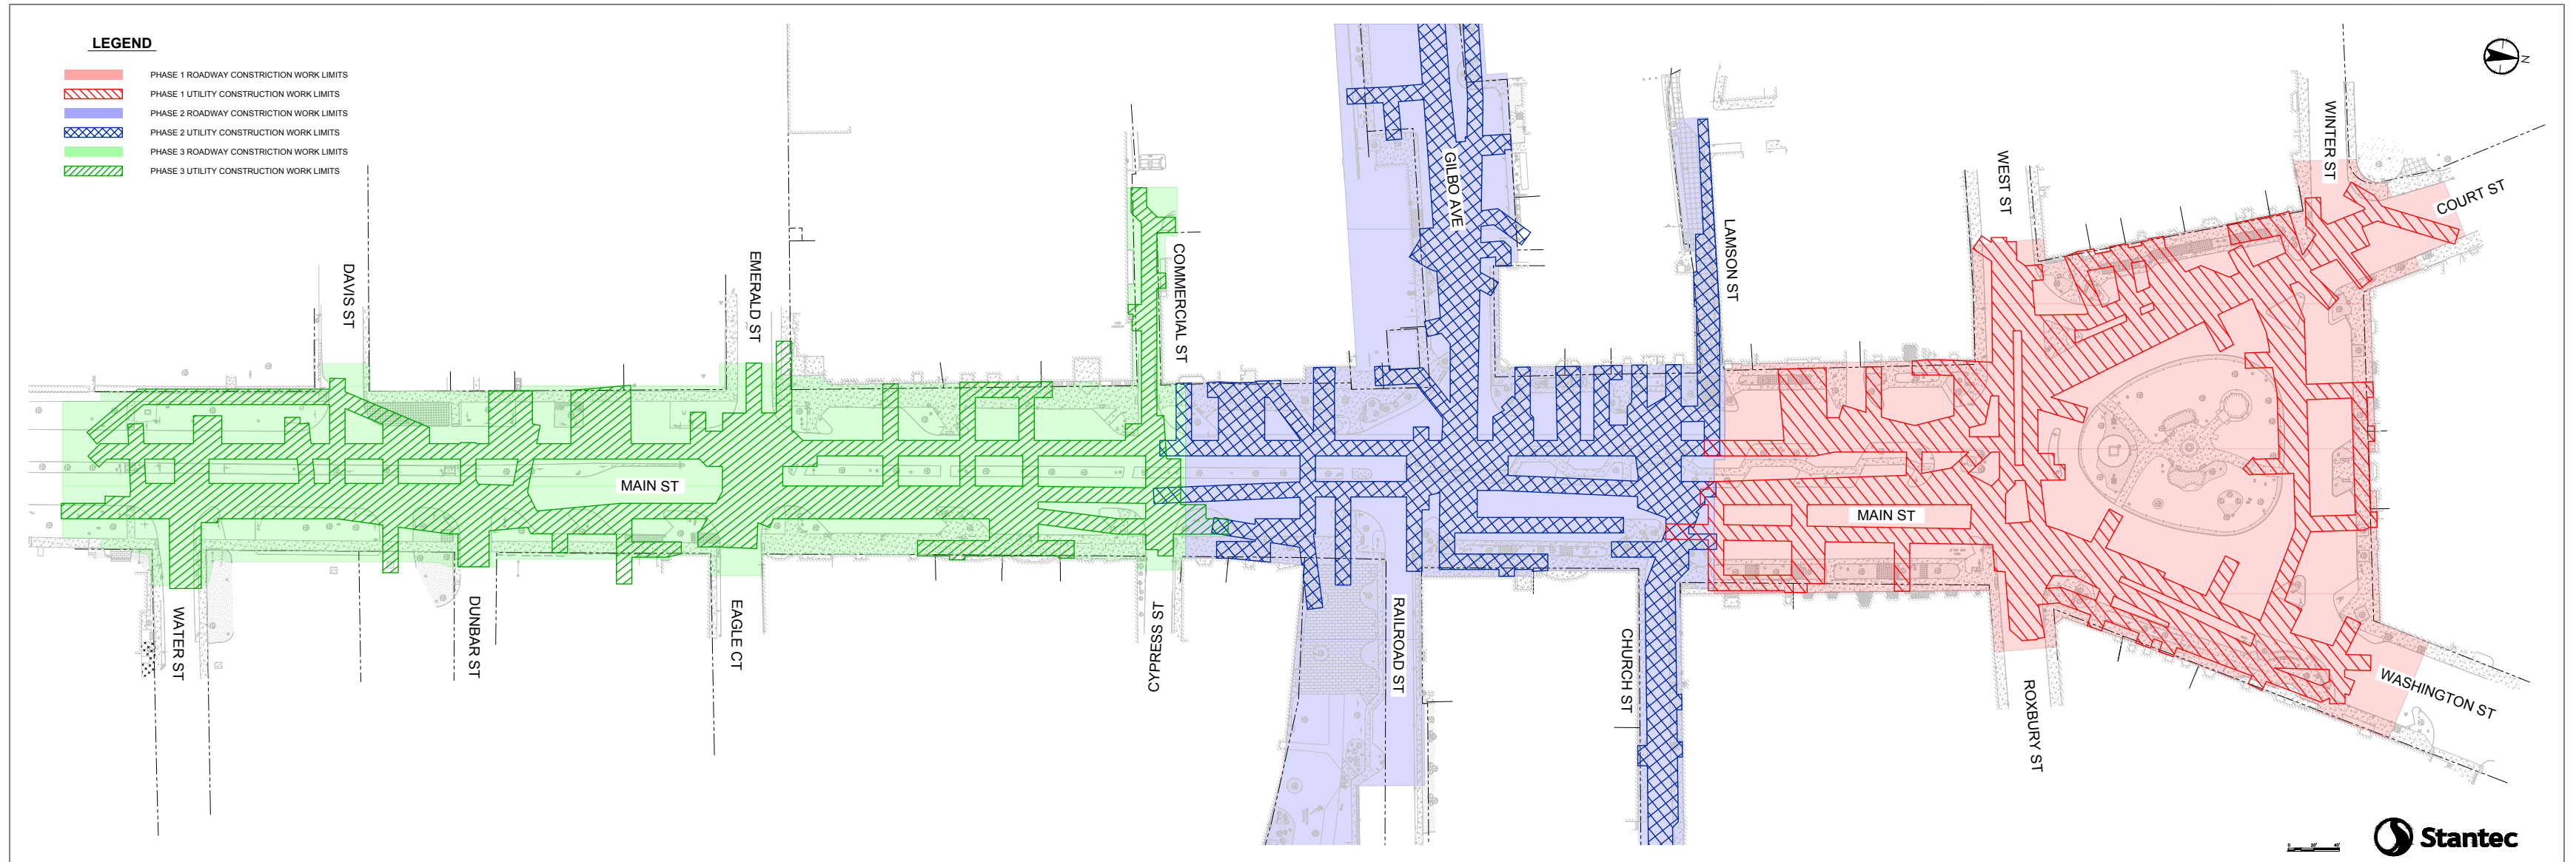 LEGEND
PHASE 1 ROADWAY CONSTRICTION WORK LIMITS
PHASE 1 UTILITY CONSTRUCTION WORK LIMITS
PHASE 2 ROADWAY CONSTRICTION WORK LIMITS
PHASE 2 UTILITY CONSTRUCTION WORK LIMITS
PHASE 3 ROADWAY CONSTRICTION WORK LIMITS
PHASE 3 UTILITY CONSTRUCTION WORK LIMITS
N
DAVIS ST
EMERALD ST
COMMERCIAL ST
GILBO AVE
LAMSON ST
WEST ST
WINTER ST
COURT ST
MAIN ST
MAIN ST
WATER ST
DUNBAR ST
EAGLE CT
CYPRESS ST
RAILROAD ST
CHURCH ST
ROXBURY ST
WASHINGTON ST
0 20' 40'
Stantec